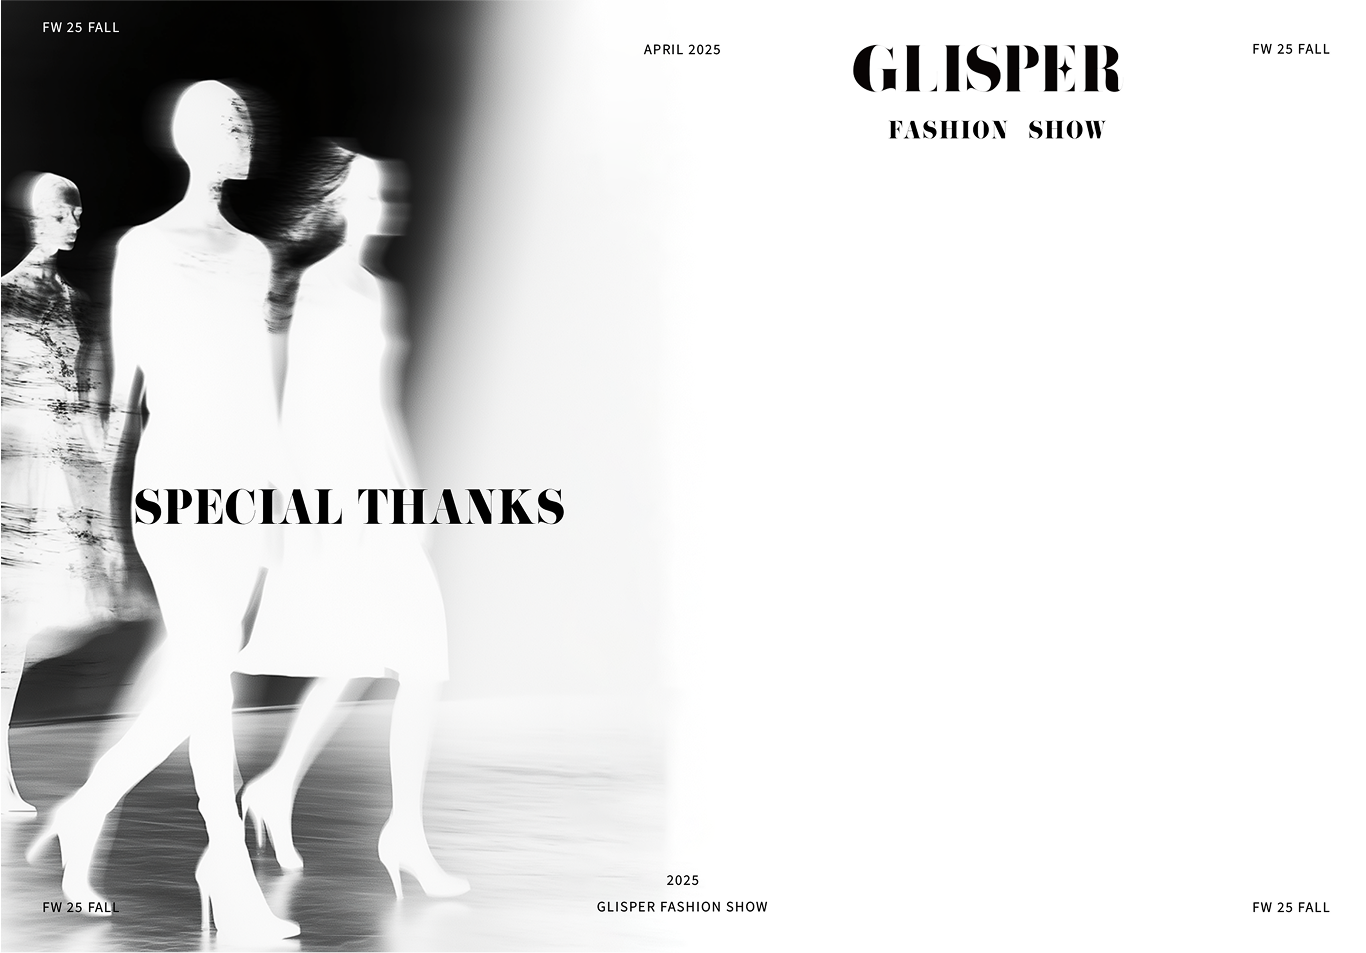 FW 25 FALL
APRIL 2025
GLISPER
FW 25 FALL
FASHION SHOW
SPECIAL THANKS
2025
FW 25 FALL
GLISPER FASHION SHOW
FW 25 FALL